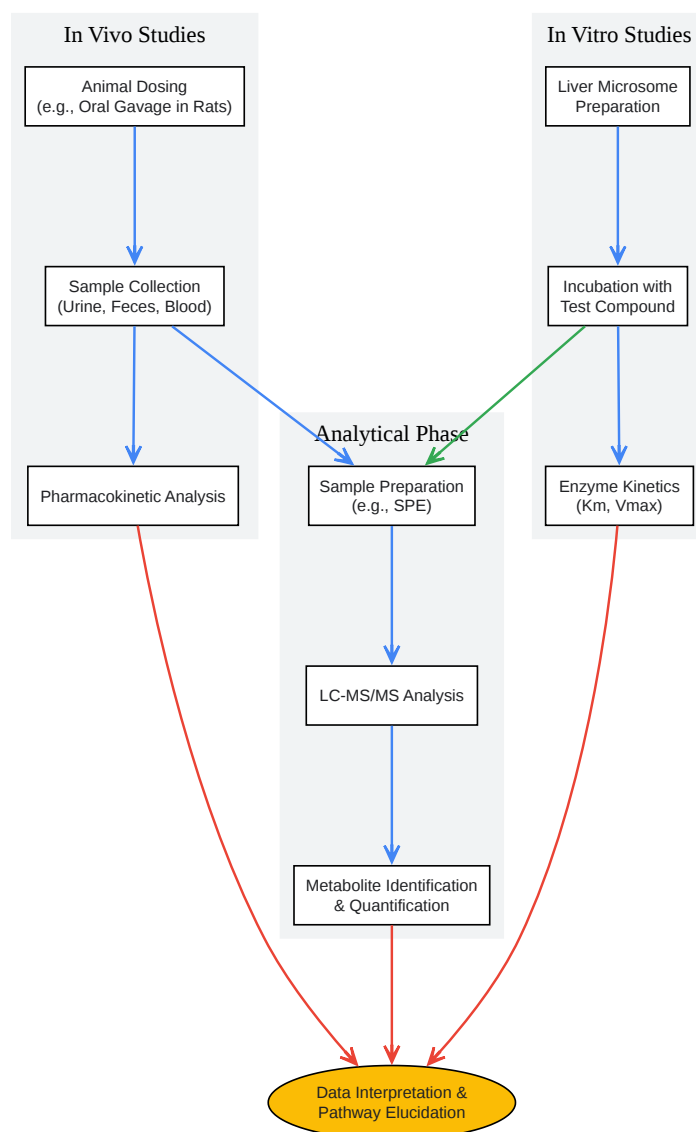 In Vivo Studies
Animal Dosing
(e.g., Oral Gavage in Rats)
Sample Collection
(Urine, Feces, Blood)
Pharmacokinetic Analysis
In Vitro Studies
Liver Microsome
Preparation
Incubation with
Test Compound
Enzyme Kinetics
(Km, Vmax)
Analytical Phase
Sample Preparation
(e.g., SPE)
LC-MS/MS Analysis
Metabolite Identification
& Quantification
Data Interpretation &
Pathway Elucidation